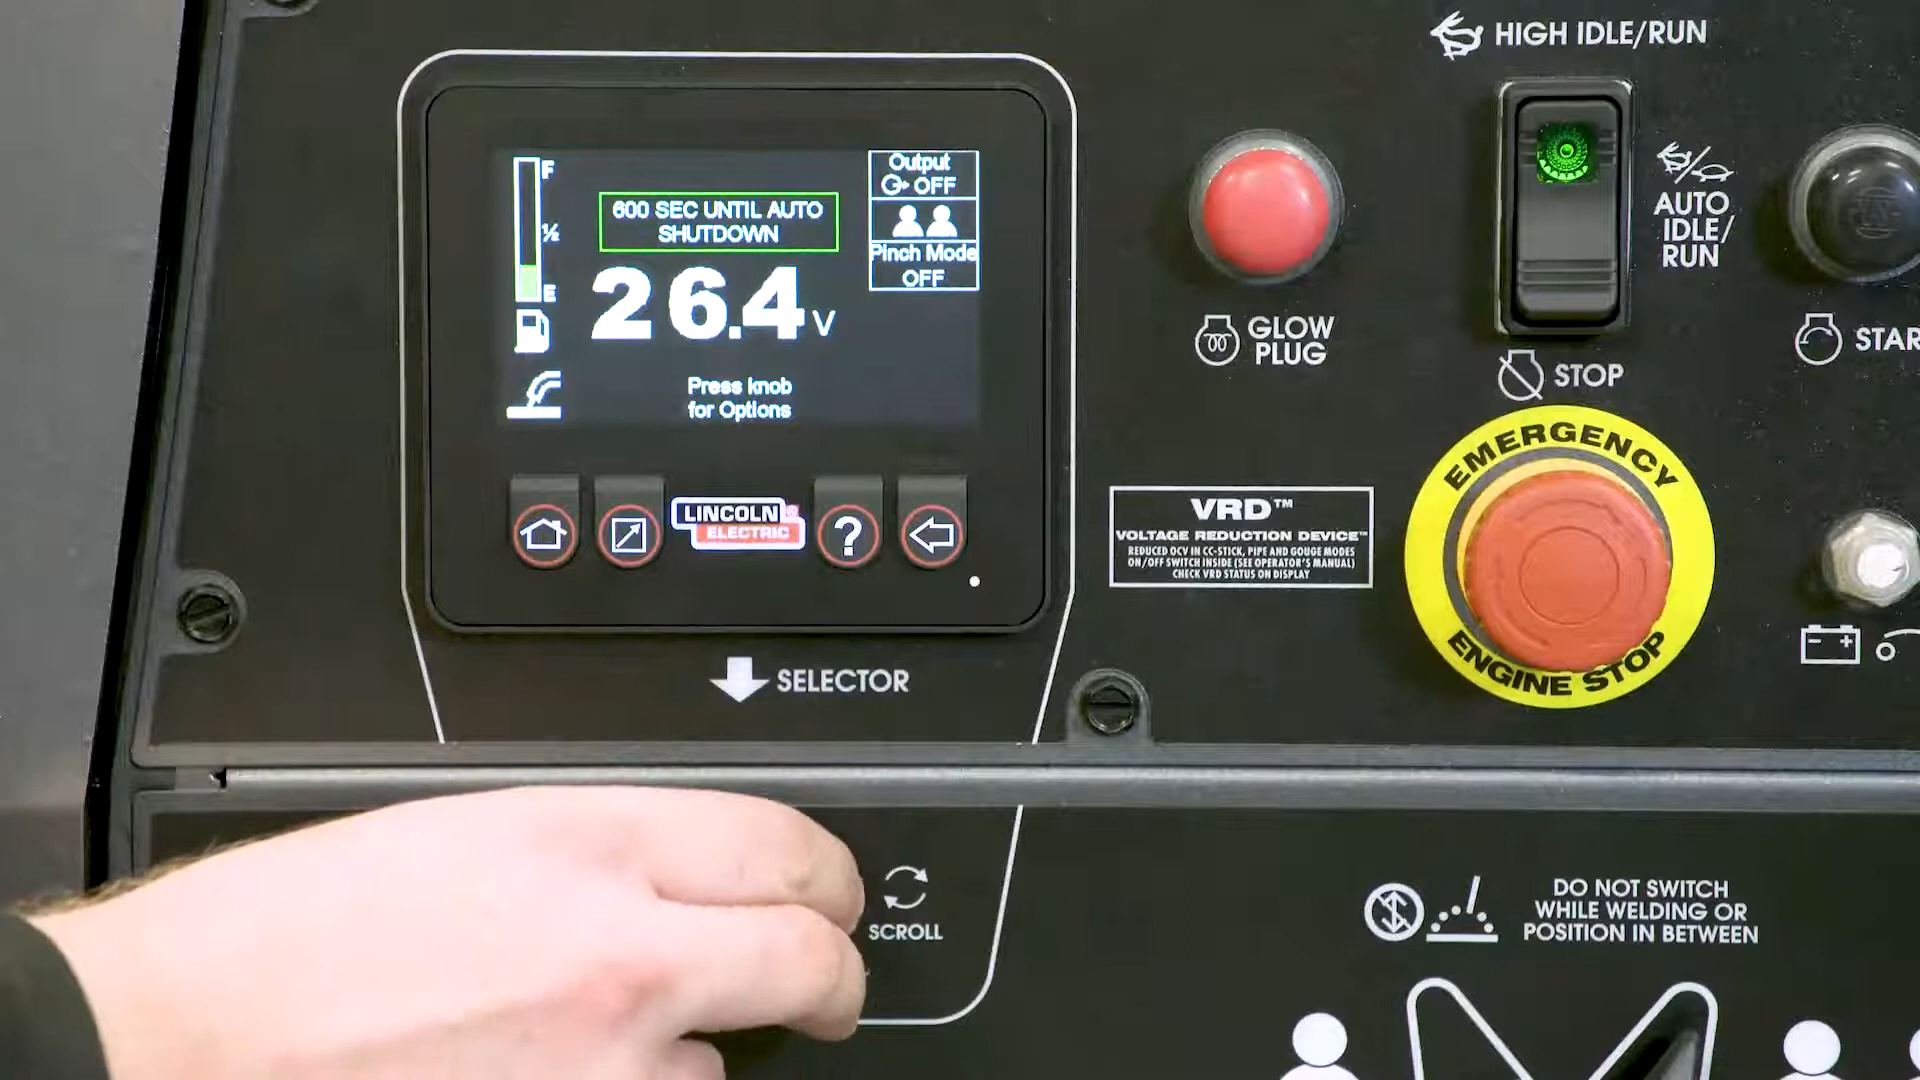 F
½
E
600 SEC UNTIL AUTO
SHUTDOWN
26.4 V
Press knob
for Options
Output
OFF
Pinch Mode
OFF
LINCOLN®
ELECTRIC
?
SELECTOR
SCROLL
HIGH IDLE/RUN
AUTO
IDLE/
RUN
GLOW
PLUG
STOP
STAR
VRD™
VOLTAGE REDUCTION DEVICE™
REDUCED OCV IN CC-STICK, PIPE AND GOUGE MODES
ON/OFF SWITCH INSIDE (SEE OPERATOR'S MANUAL)
CHECK VRD STATUS ON DISPLAY
EMERGENCY
ENGINE STOP
DO NOT SWITCH
WHILE WELDING OR
POSITION IN BETWEEN